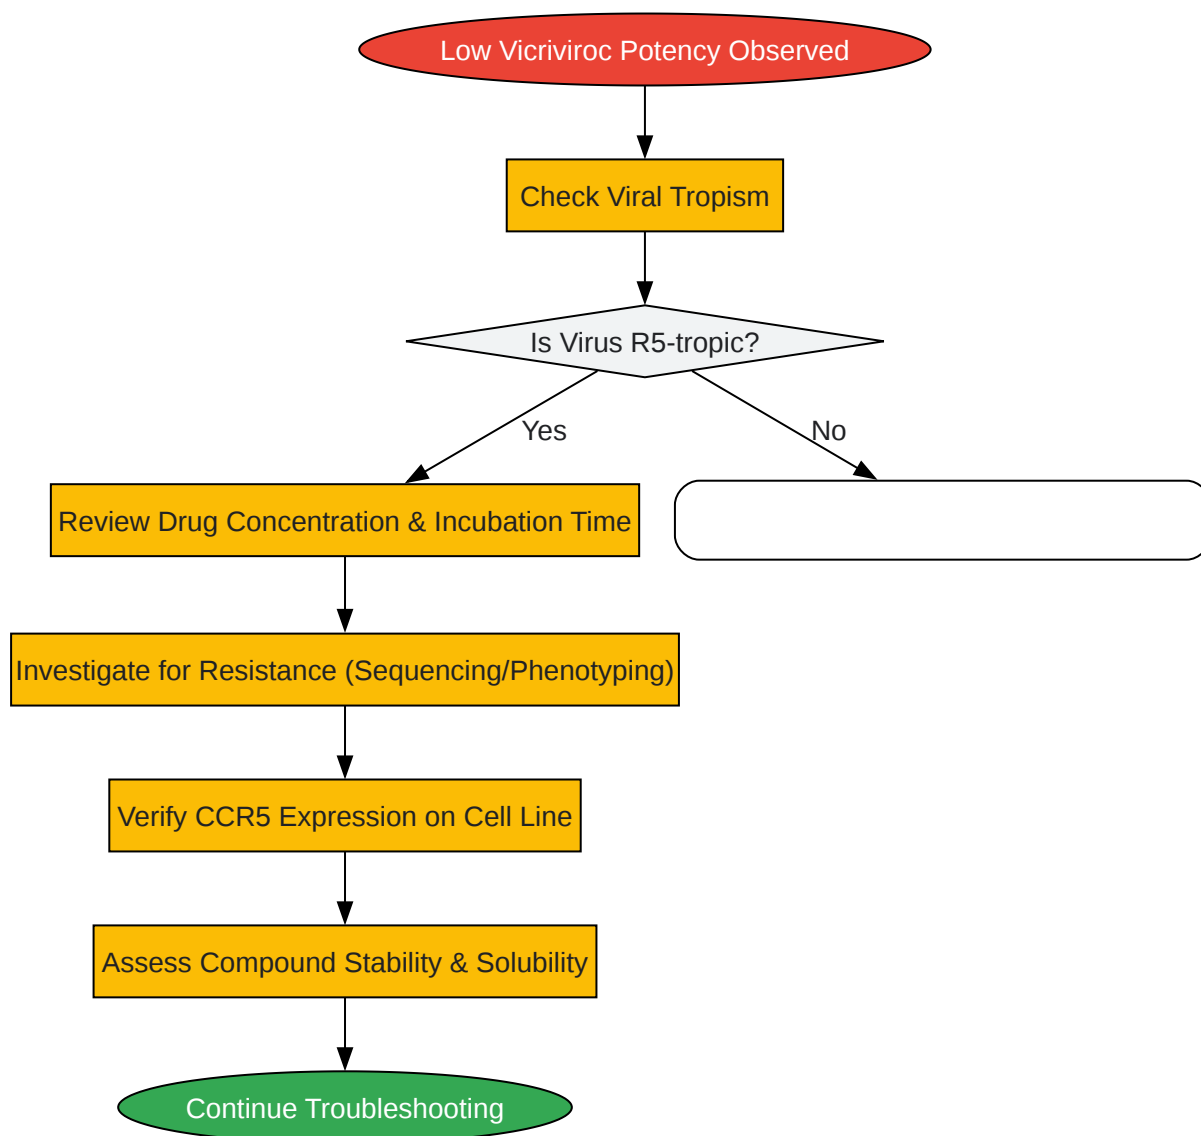 Low Vicriviroc Potency Observed
Check Viral Tropism
Is Virus R5-tropic?
Yes
No
Review Drug Concentration & Incubation Time
Investigate for Resistance (Sequencing/Phenotyping)
Verify CCR5 Expression on Cell Line
Assess Compound Stability & Solubility
Continue Troubleshooting